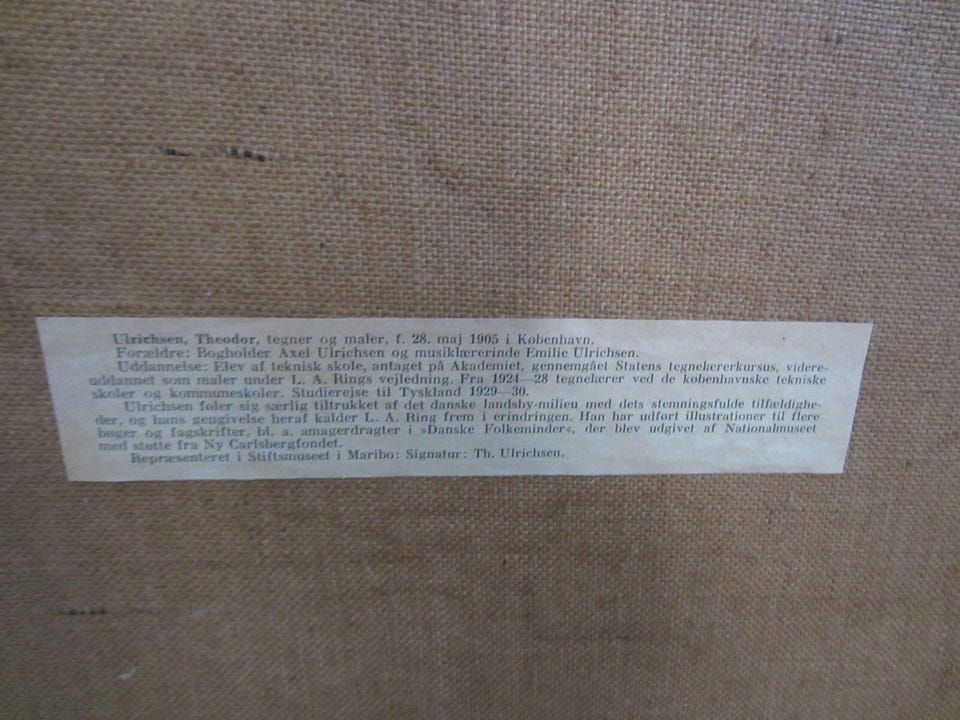 Ulrichsen, Theodor, tegner og maler, f. 28. maj 1905 i København.
Forældre: Bogholder Axel Ulrichsen og musiklærerinde Emilie Ulrichsen.
Uddannelse: Elev af teknisk skole, antaget på Akademiet, gennemgået Statens tegnelærerkursus, videre-
uddannet som maler under L. A. Rings vejledning. Fra 1924—28 tegnelærer ved de københavnske tekniske
skoler og kommuneskoler. Studierejse til Tyskland 1929—30.
Ulrichsen føler sig særlig tiltrukket af det danske landsby-milieu med dets stemningsfulde tilfældighe-
der, og hans gengivelse heraf kalder L. A. Ring frem i erindringen. Han har udført illustrationer til flere
bøger og fagskrifter, bl. a. amagerdragter i »Danske Folkeminder«, der blev udgivet af Nationalmuseet
med støtte fra Ny Carlsbergfondet.
Repræsenteret i Stiftsmuseet i Maribo: Signatur: Th. Ulrichsen.